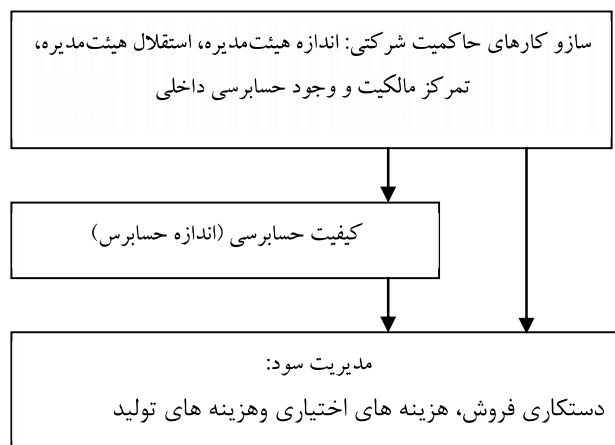 سازو کارهای حاکمیت شرکتی: اندازه هیئت‌مدیره، استقلال هیئت‌مدیره،
تمرکز مالکیت و وجود حسابرسی داخلی
کیفیت حسابرسی (اندازه حسابرس)
مدیریت سود:
دستکاری فروش، هزینه های اختیاری وهزینه های تولید